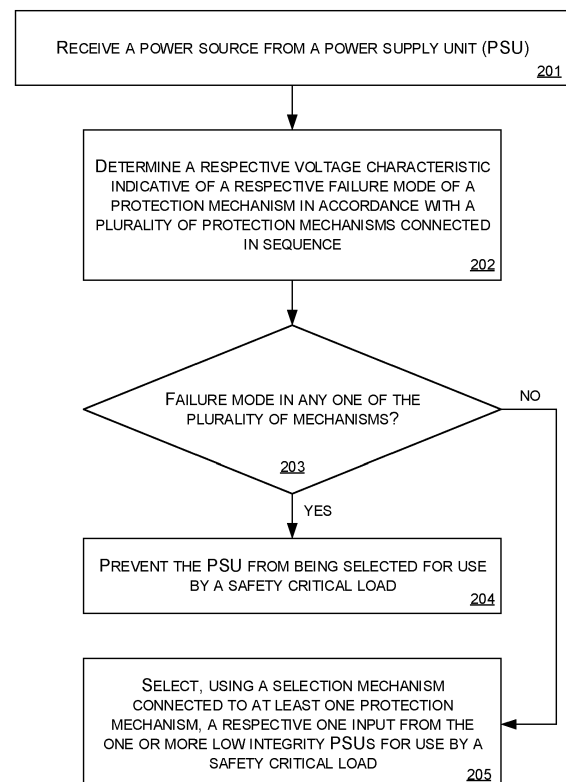 RECEIVE A POWER SOURCE FROM A POWER SUPPLY UNIT (PSU)
201
DETERMINE A RESPECTIVE VOLTAGE CHARACTERISTIC
INDICATIVE OF A RESPECTIVE FAILURE MODE OF A
PROTECTION MECHANISM IN ACCORDANCE WITH A
PLURALITY OF PROTECTION MECHANISMS CONNECTED
IN SEQUENCE
202
FAILURE MODE IN ANY ONE OF THE
PLURALITY OF MECHANISMS?
203
NO
YES
PREVENT THE PSU FROM BEING SELECTED FOR USE
BY A SAFETY CRITICAL LOAD
204
SELECT, USING A SELECTION MECHANISM
CONNECTED TO AT LEAST ONE PROTECTION
MECHANISM, A RESPECTIVE ONE INPUT FROM THE
ONE OR MORE LOW INTEGRITY PSUS FOR USE BY A
SAFETY CRITICAL LOAD
205